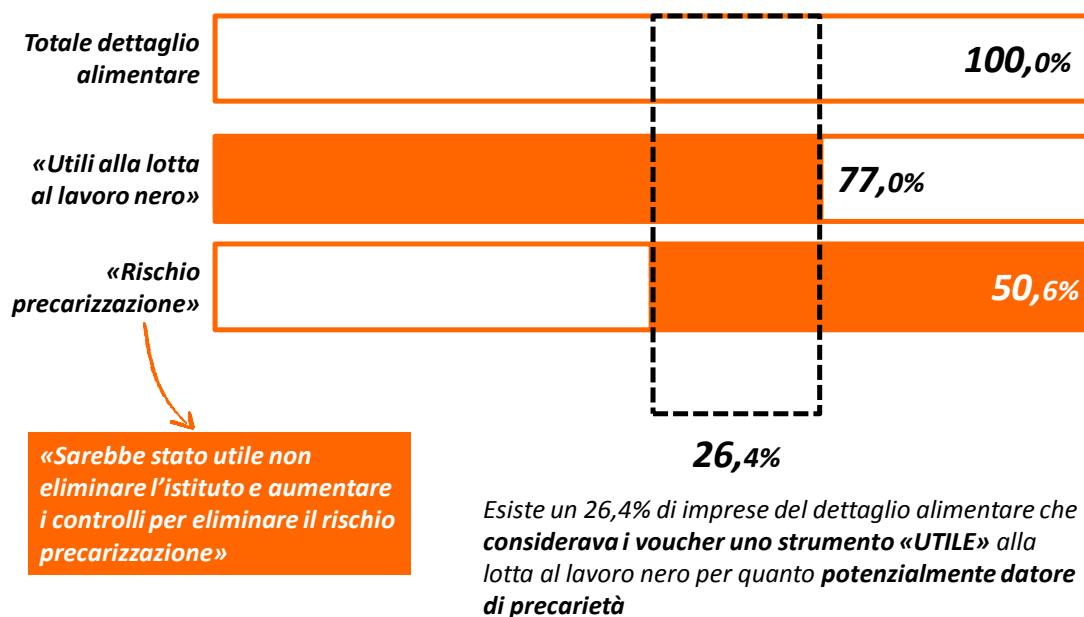 Totale dettaglio
alimentare
100,0%
«Utili alla lotta
al lavoro nero»
77,0%
«Rischio
precarizzazione»
50,6%
26,4%
«Sarebbe stato utile non
eliminare l’istituto e aumentare
i controlli per eliminare il rischio
precarizzazione»
Esiste un 26,4% di imprese del dettaglio alimentare che
considerava i voucher uno strumento «UTILE» alla
lotta al lavoro nero per quanto potenzialmente datore
di precarietà